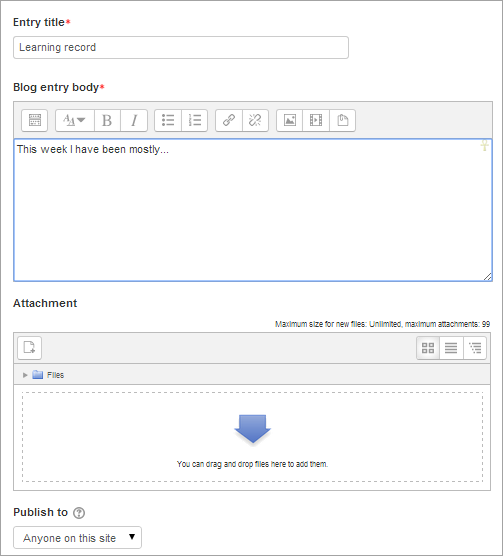 Entry title*
Learning record
Blog entry body*
AA B I
This week I have been mostly...
Attachment
Maximum size for new files: Unlimited, maximum attachments: 99
Files
You can drag and drop files here to add them.
Publish to ?
Anyone on this site